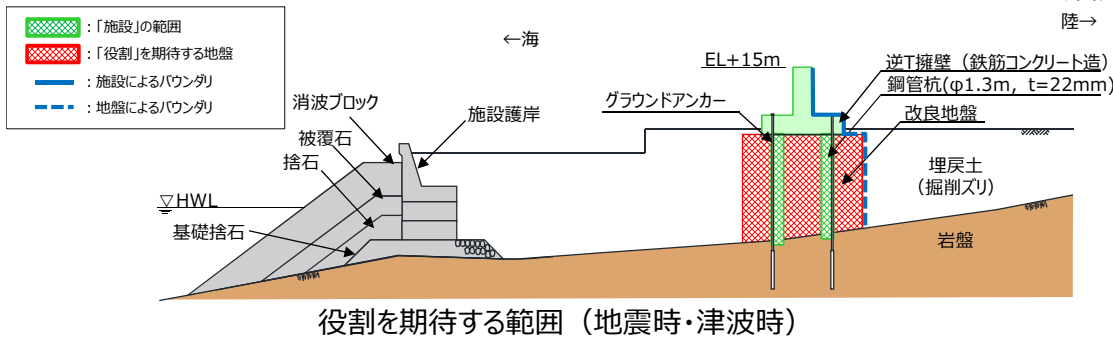 ：「施設」の範囲
：「役割」を期待する地盤
：施設によるバウンダリ
：地盤によるバウンダリ
陸→
←海
EL+15m
逆T擁壁（鉄筋コンクリート造）
鋼管杭(φ1.3m, t=22mm)
グラウンドアンカー
改良地盤
消波ブロック
施設護岸
被覆石
捨石
埋戻土
（掘削ズリ）
▽HWL
基礎捨石
岩盤
役割を期待する範囲（地震時・津波時）